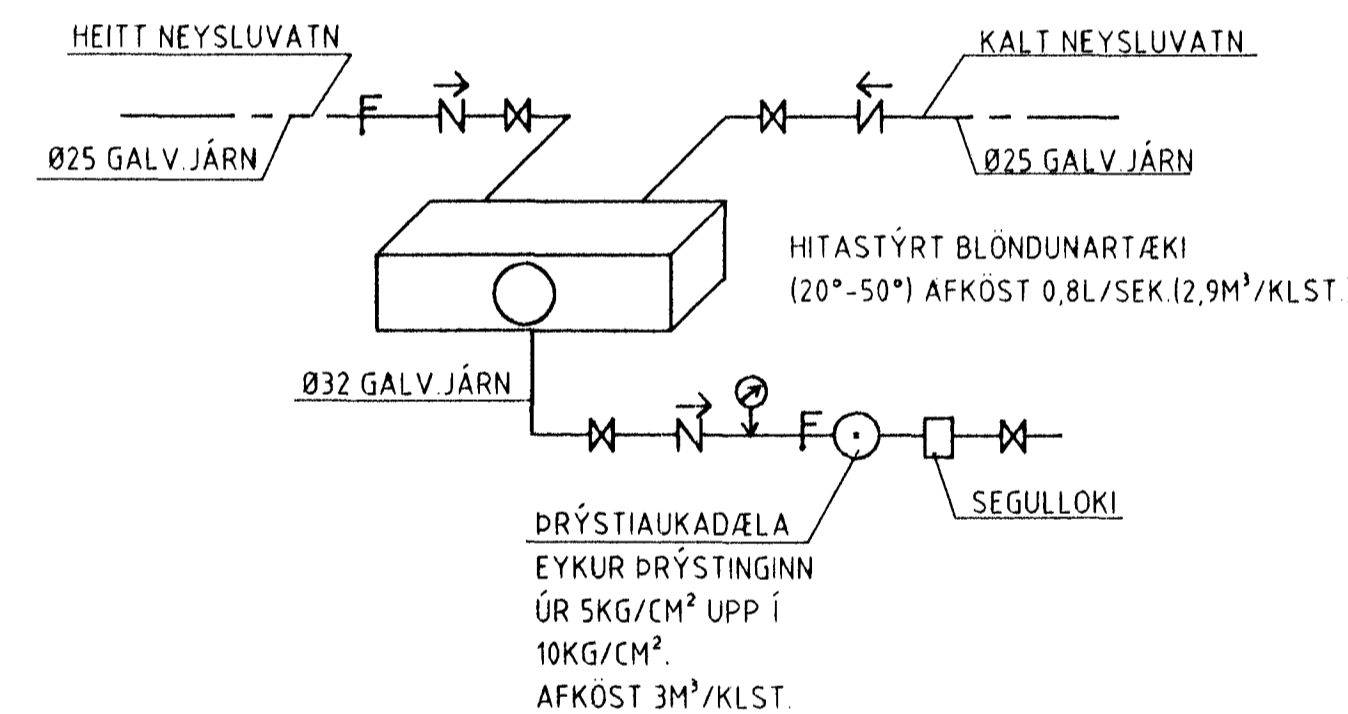 HEITT NEYSLUVATN
KALT NEYSLUVATN
Ø25 GALV.JÁRN
Ø25 GALV.JÁRN
HITASTÝRT BLÖNDUNARTÆKI
(20°-50°) AFKÖST 0,8L/SEK.(2,9M³/KLST.)
Ø32 GALV.JÁRN
SEGULLOKI
ÞRÝSTIAUKADÆLA
EYKUR ÞRÝSTINGINN
ÚR 5KG/CM² UPP Í
10KG/CM².
AFKÖST 3M³/KLST.